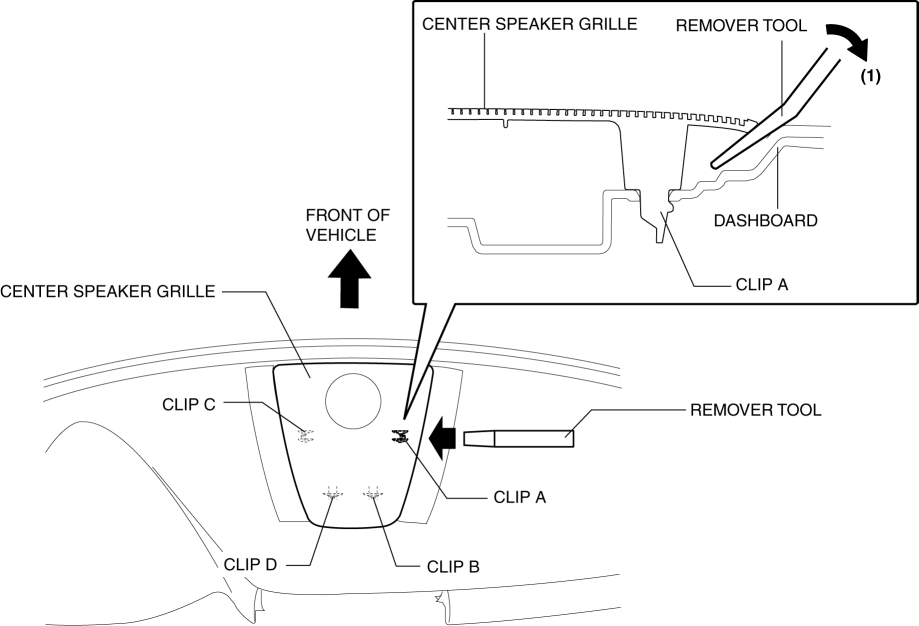 CENTER SPEAKER GRILLE
REMOVER TOOL
(1)
DASHBOARD
CLIP A
FRONT OF
VEHICLE
CENTER SPEAKER GRILLE
CLIP C
REMOVER TOOL
CLIP A
CLIP D
CLIP B